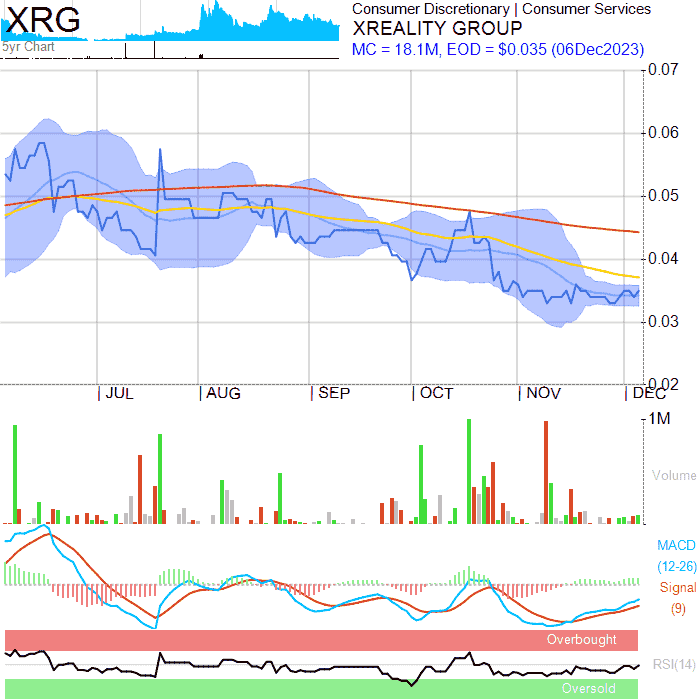 XRG
Consumer Discretionary | Consumer Services
XREALITY GROUP
5yr Chart
MC = 18.1M, EOD = $0.035 (06Dec2023)
0.07
0.06
0.05
0.04
0.03
0.02
JUL AUG SEP OCT NOV DEC
1M
Volume
MACD
(12-26)
Signal
(9)
Overbought
RSI(14)
Oversold